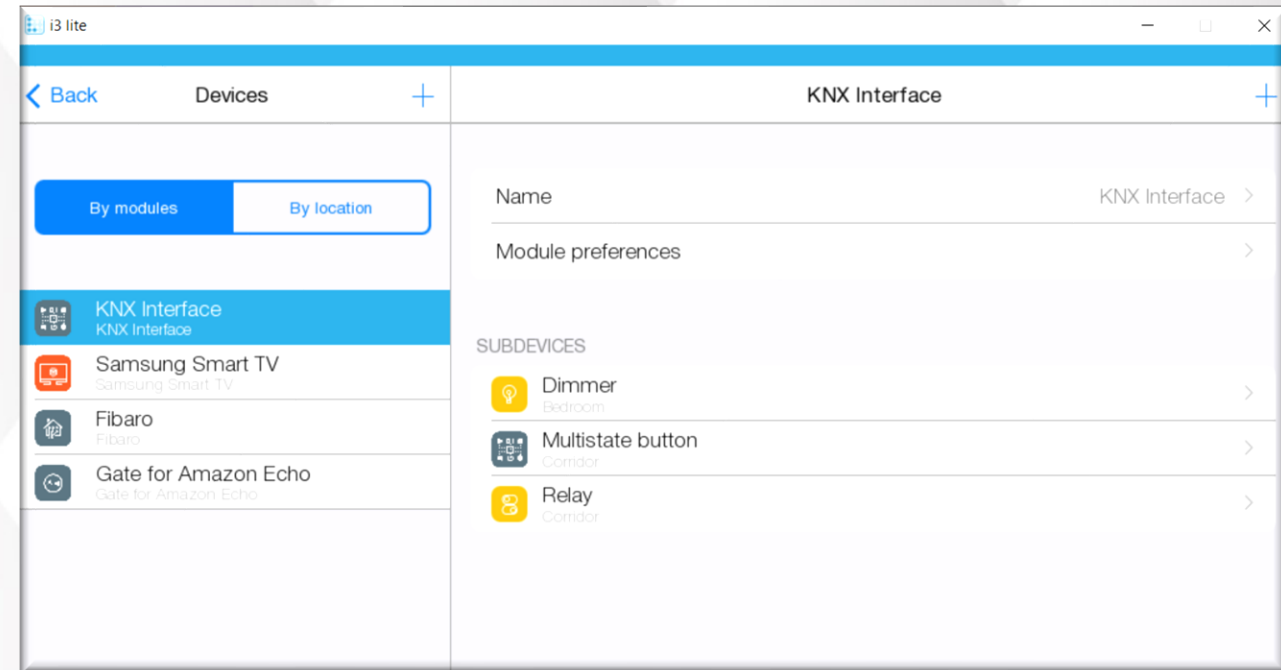 i3 lite
Back
Devices
KNX Interface
By modules
By location
KNX Interface
KNX Interface
Samsung Smart TV
Samsung Smart TV
Fibaro
Fibaro
Gate for Amazon Echo
Gate for Amazon Echo
Name
KNX Interface
Module preferences
SUBDEVICES
Dimmer
Bedroom
Multistate button
Corridor
Relay
Corridor